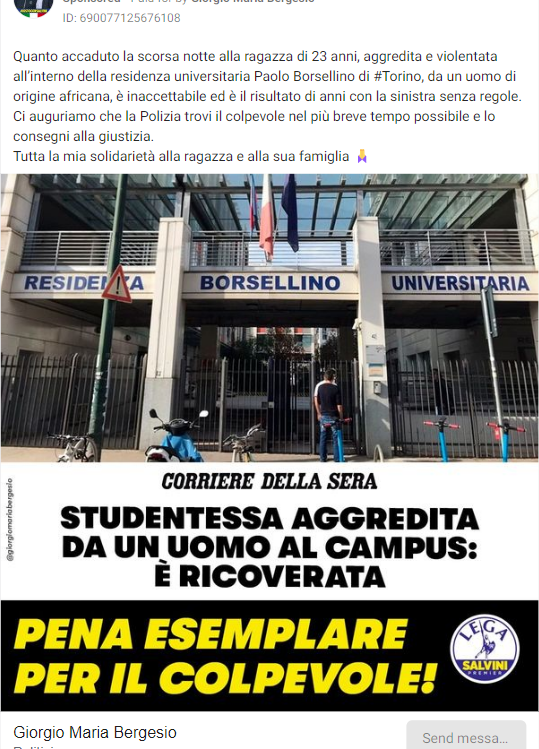 Sponsored • Paid for by Giorgio Maria Bergesio
ID: 690077125676108
Quanto accaduto la scorsa notte alla ragazza di 23 anni, aggredita e violentata
all'interno della residenza universitaria Paolo Borsellino di #Torino, da un uomo di
origine africana, è inaccettabile ed è il risultato di anni con la sinistra senza regole.
Ci auguriamo che la Polizia trovi il colpevole nel più breve tempo possibile e lo
consegni alla giustizia.
Tutta la mia solidarietà alla ragazza e alla sua famiglia 🙏
RESIDENZA BORSELLINO UNIVERSITARIA
@giorgiomariabergesio
CORRIERE DELLA SERA
STUDENTESSA AGGREDITA
DA UN UOMO AL CAMPUS:
È RICOVERATA
PENA ESEMPLARE
PER IL COLPEVOLE!
LEGA
SALVINI
PREMIER
Giorgio Maria Bergesio
Send messa...